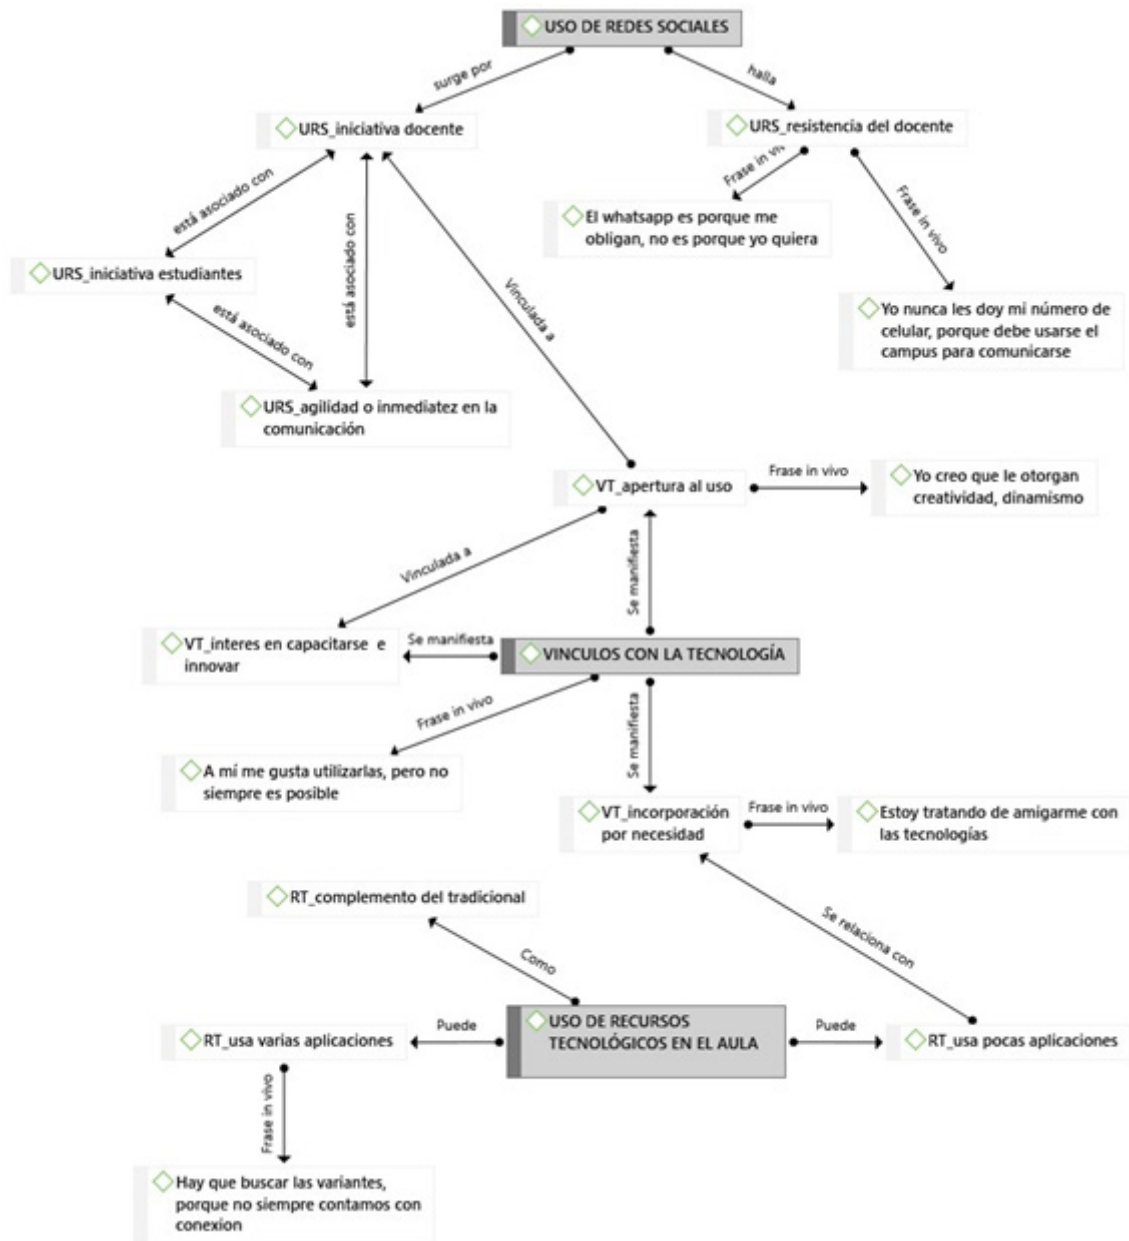 USO DE REDES SOCIALES
surge por
halla
URS_iniciativa docente
URS_resistencia del docente
Frase in viv
está asociado con
El whatsapp es porque me
obligan, no es porque yo quiera
Frase in vivo
está asociado con
URS_iniciativa estudiantes
está asociado con
Vinculada a
Yo nunca les doy mi número de
celular, porque debe usarse el
campus para comunicarse
URS_agilidad o inmediatez en la
comunicación
VT_apertura al uso
Frase in vivo
Yo creo que le otorgan
creatividad, dinamismo
Vinculada a
Se manifiesta
VT_interes en capacitarse e
innovar
Se manifiesta
VINCULOS CON LA TECNOLOGÍA
Frase in vivo
Se manifiesta
A mí me gusta utilizarlas, pero no
siempre es posible
VT_incorporación
por necesidad
Frase in vivo
Estoy tratando de amigarme con
las tecnologías
RT_complemento del tradicional
Se relaciona con
Como
USO DE RECURSOS
TECNOLÓGICOS EN EL AULA
RT_usa varias aplicaciones
Puede
Puede
RT_usa pocas aplicaciones
Frase in vivo
Hay que buscar las variantes,
porque no siempre contamos con
conexion